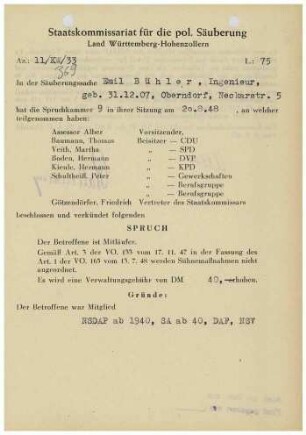 Staatskommissariat für die pol. Säuberung
Land Württemberg-Hohenzollern
Az.: 11/Kü/33 L.: 75
369
In der Säuberungssache Emil Bühler, Ingenieur,
geb. 31.12.07, Oberndorf, Neckarstr. 5
hat die Spruchkammer 9 in ihrer Sitzung am 2o.8.48 , an welcher
teilgenommen haben:
Assessor Alber Vorsitzender,
Baumann, Thomas Beisitzer — CDU
Veith, Martha „ — SPD
Boden, Hermann „ — DVP
Kienle, Hermann „ — KPD
Schultheiß, Peter „ — Gewerkschaften
„ — Berufsgruppe
„ — Berufsgruppe
Götzendörfer, Friedrich Vertreter des Staatskommissars
beschlossen und verkündet folgenden
SPRUCH
Der Betroffene ist Mitläufer.
Gemäß Art. 3 der VO. 133 vom 17. 11. 47 in der Fassung des
Art. 1 der VO. 165 vom 13. 7. 48 werden Sühnemaßnahmen nicht
angeordnet.
Es wird eine Verwaltungsgebühr von DM 40,— erhoben.
Gründe:
Der Betroffene war Mitglied
NSDAP ab 1940, SA ab 40, DAF, NSV